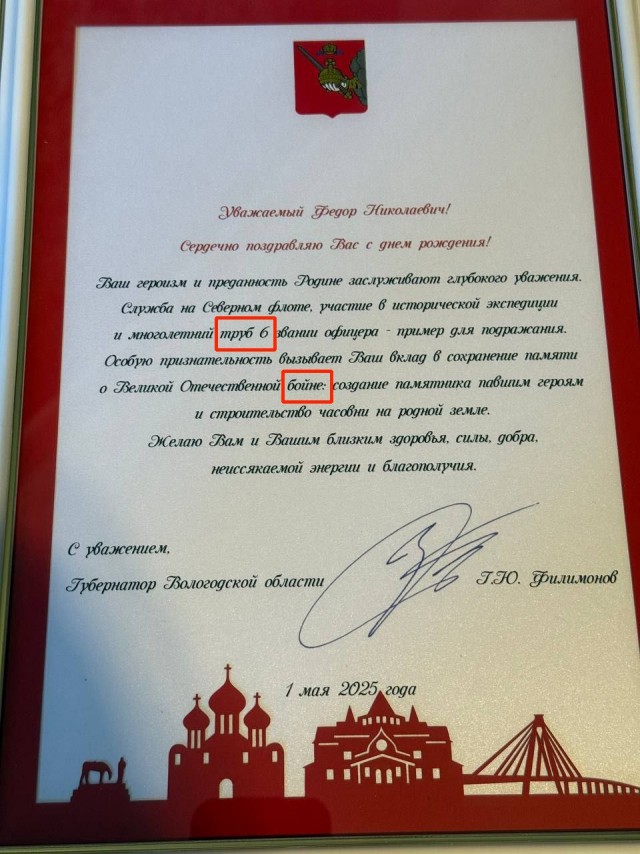 Уважаемый Федор Николаевич!
Сердечно поздравляю Вас с днем рождения!
Ваш героизм и преданность Родине заслуживают глубокого уважения.
Служба на Северном флоте, участие в исторической экспедиции
и многолетний труб 6 звании офицера - пример для подражания.
Особую признательность вызывает Ваш вклад в сохранение памяти
о Великой Отечественной бойне: создание памятника павшим героям
и строительство часовни на родной земле.
Желаю Вам и Вашим близким здоровья, силы, добра,
неиссякаемой энергии и благополучия.
С уважением,
Губернатор Вологодской области
Г.Ю. Филимонов
1 мая 2025 года